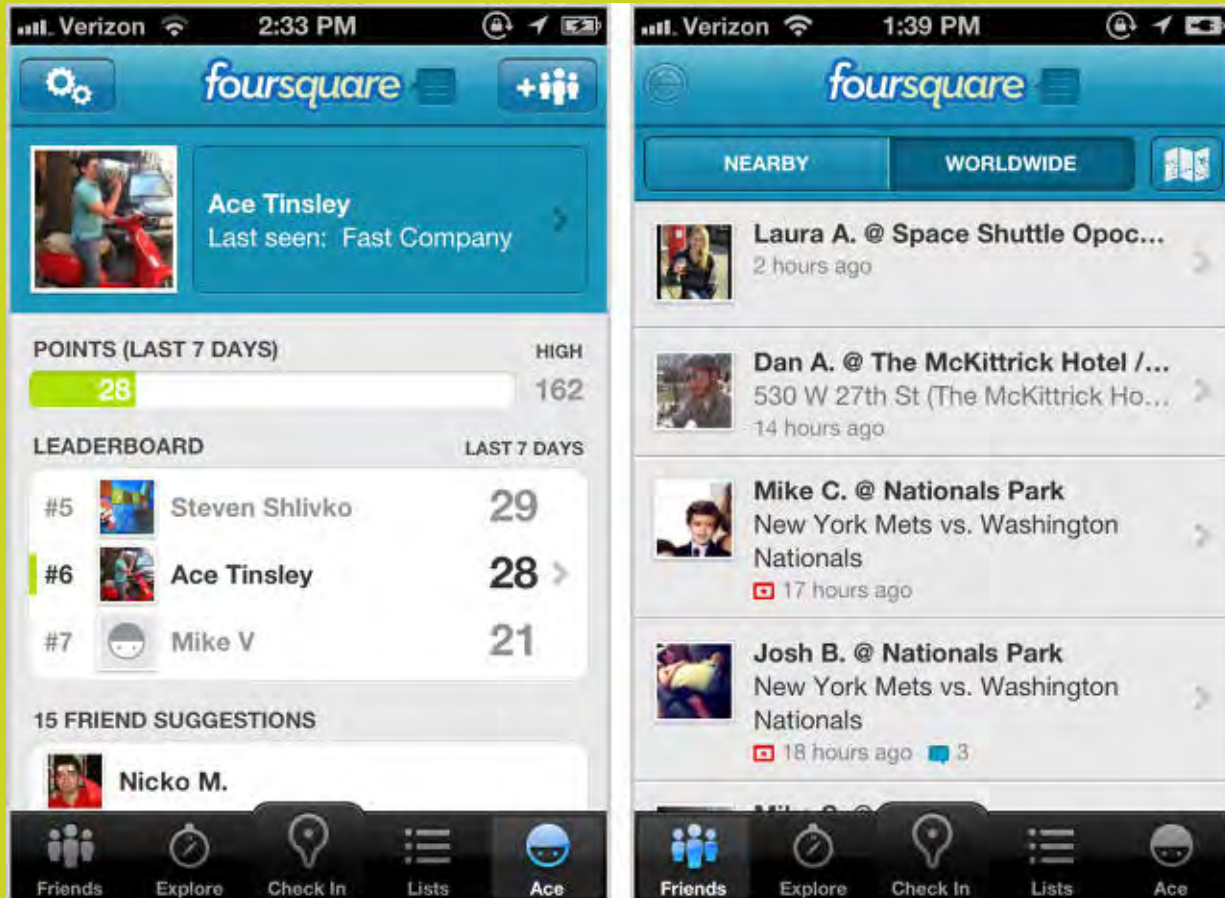 Verizon 2:33 PM
foursquare
+
Ace Tinsley
Last seen: Fast Company
POINTS (LAST 7 DAYS) HIGH
28 162
LEADERBOARD LAST 7 DAYS
#5 Steven Shlivko 29
#6 Ace Tinsley 28
#7 Mike V 21
15 FRIEND SUGGESTIONS
Nicko M.
Friends Explore Check In Lists Ace
Verizon 1:39 PM
foursquare
NEARBY WORLDWIDE
Laura A. @ Space Shuttle Opoc...
2 hours ago
Dan A. @ The McKittrick Hotel /...
530 W 27th St (The McKittrick Ho...
14 hours ago
Mike C. @ Nationals Park
New York Mets vs. Washington
Nationals
17 hours ago
Josh B. @ Nationals Park
New York Mets vs. Washington
Nationals
18 hours ago 3
Friends Explore Check In Lists Ace